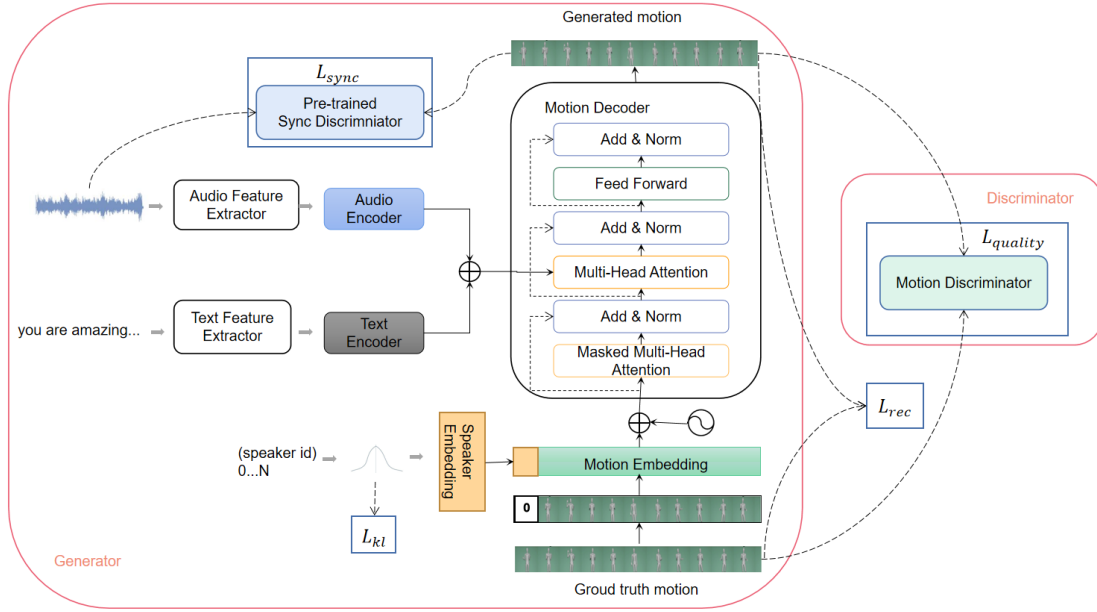 Generated motion
L_sync
Pre-trained
Sync Discrimniator
Motion Decoder
Add & Norm
Feed Forward
Add & Norm
Multi-Head Attention
Add & Norm
Masked Multi-Head
Attention
Audio Feature
Extractor
Audio
Encoder
you are amazing...
Text Feature
Extractor
Text
Encoder
Discriminator
L_quality
Motion Discriminator
L_rec
(speaker id)
0...N
Speaker
Embedding
Motion Embedding
0
L_kl
Generator
Groud truth motion